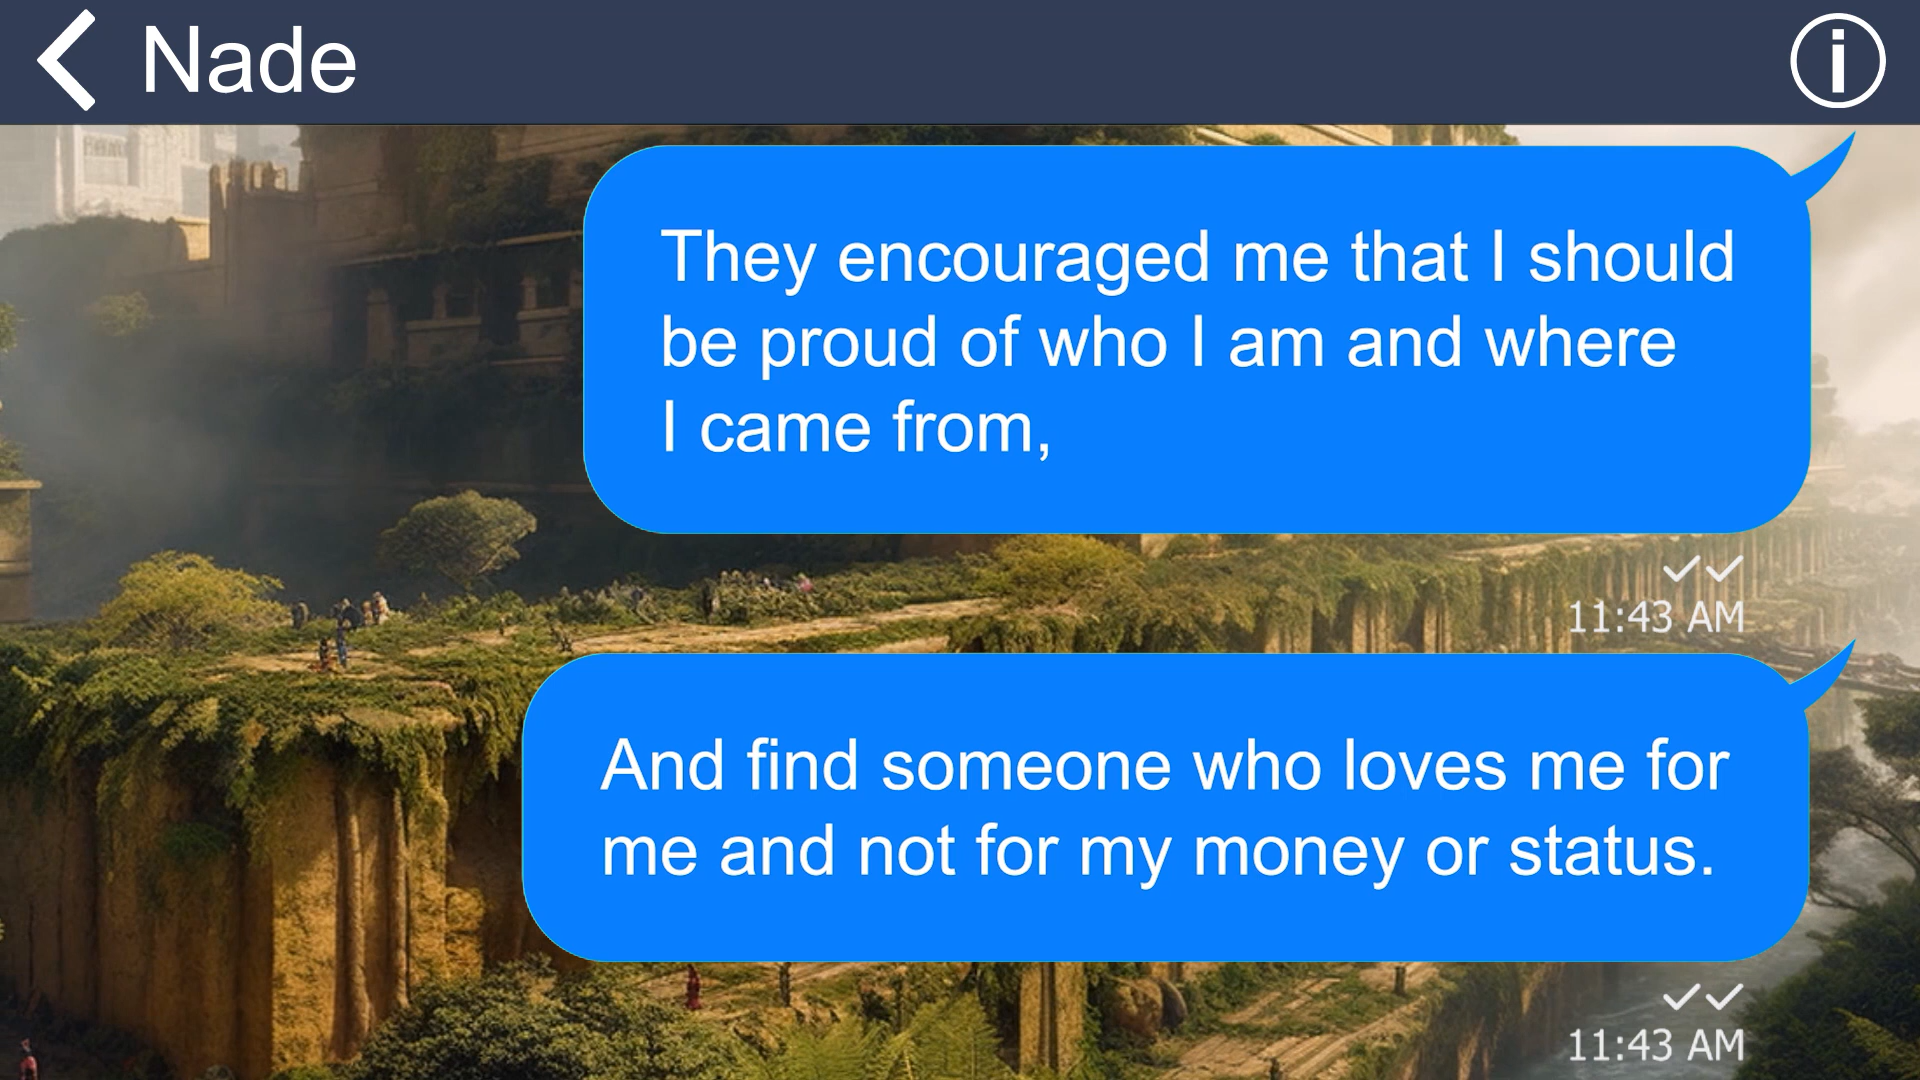 Nade
They encouraged me that I should
be proud of who I am and where
I came from,
11:43 AM
And find someone who loves me for
me and not for my money or status.
11:43 AM